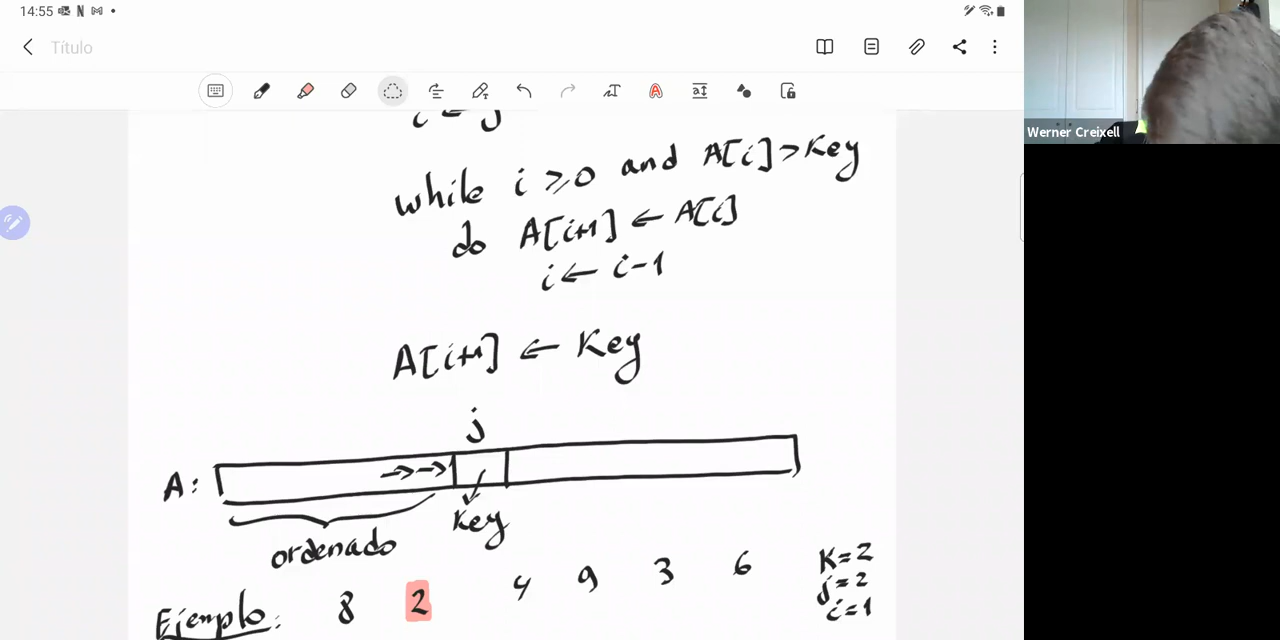 14:55
Título
Werner Creixell
while i ≥ 0 and A[i] > Key
do A[i+1] ← A[i]
i ← i-1
A[i+1] ← Key
j
A:
Key
ordenado
Ejemplo: 8 2 4 9 3 6
K=2
j=2
i=1